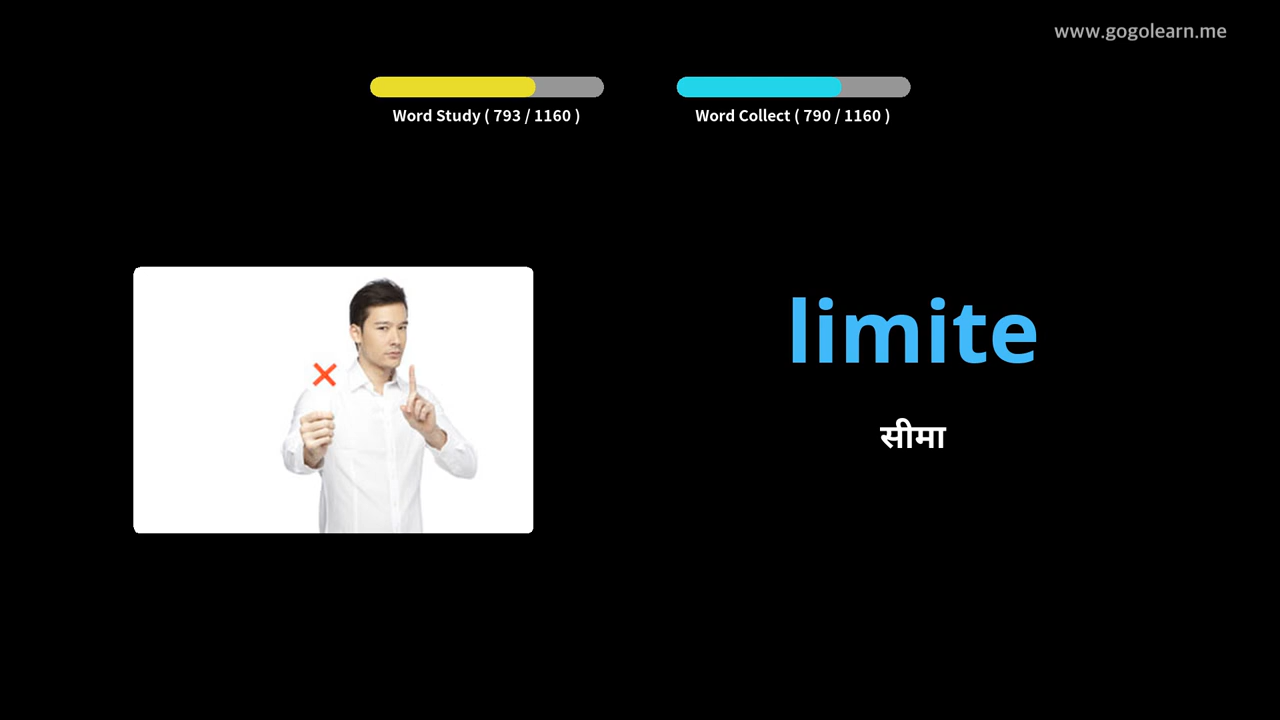 www.gogolearn.me
Word Study ( 793 / 1160 )
Word Collect ( 790 / 1160 )
limite
सीमा